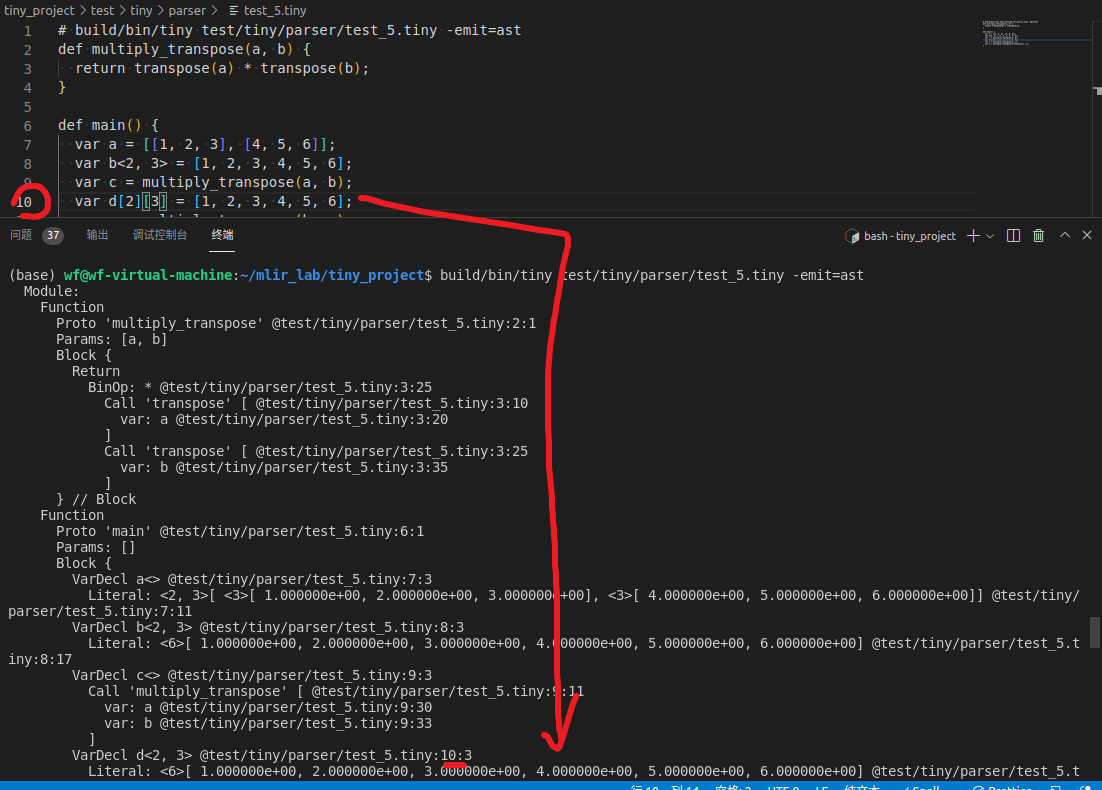 tiny_project > test > tiny > parser > test_5.tiny
1 # build/bin/tiny test/tiny/parser/test_5.tiny -emit=ast
2 def multiply_transpose(a, b) {
3 return transpose(a) * transpose(b);
4 }
5
6 def main() {
7 var a = [[1, 2, 3], [4, 5, 6]];
8 var b<2, 3> = [1, 2, 3, 4, 5, 6];
9 var c = multiply_transpose(a, b);
10 var d[2][3] = [1, 2, 3, 4, 5, 6];
问题 37 输出 调试控制台 终端 bash - tiny_project
(base) wf@wf-virtual-machine:~/mlir_lab/tiny_project$ build/bin/tiny test/tiny/parser/test_5.tiny -emit=ast
Module:
Function
Proto 'multiply_transpose' @test/tiny/parser/test_5.tiny:2:1
Params: [a, b]
Block {
Return
BinOp: * @test/tiny/parser/test_5.tiny:3:25
Call 'transpose' [ @test/tiny/parser/test_5.tiny:3:10
var: a @test/tiny/parser/test_5.tiny:3:20
]
Call 'transpose' [ @test/tiny/parser/test_5.tiny:3:25
var: b @test/tiny/parser/test_5.tiny:3:35
]
} // Block
Function
Proto 'main' @test/tiny/parser/test_5.tiny:6:1
Params: []
Block {
VarDecl a<> @test/tiny/parser/test_5.tiny:7:3
Literal: <2, 3>[ <3>[ 1.000000e+00, 2.000000e+00, 3.000000e+00], <3>[ 4.000000e+00, 5.000000e+00, 6.000000e+00]] @test/tiny/
parser/test_5.tiny:7:11
VarDecl b<2, 3> @test/tiny/parser/test_5.tiny:8:3
Literal: <6>[ 1.000000e+00, 2.000000e+00, 3.000000e+00, 4.000000e+00, 5.000000e+00, 6.000000e+00] @test/tiny/parser/test_5.t
iny:8:17
VarDecl c<> @test/tiny/parser/test_5.tiny:9:3
Call 'multiply_transpose' [ @test/tiny/parser/test_5.tiny:9:11
var: a @test/tiny/parser/test_5.tiny:9:30
var: b @test/tiny/parser/test_5.tiny:9:33
]
VarDecl d<2, 3> @test/tiny/parser/test_5.tiny:10:3
Literal: <6>[ 1.000000e+00, 2.000000e+00, 3.000000e+00, 4.000000e+00, 5.000000e+00, 6.000000e+00] @test/tiny/parser/test_5.t